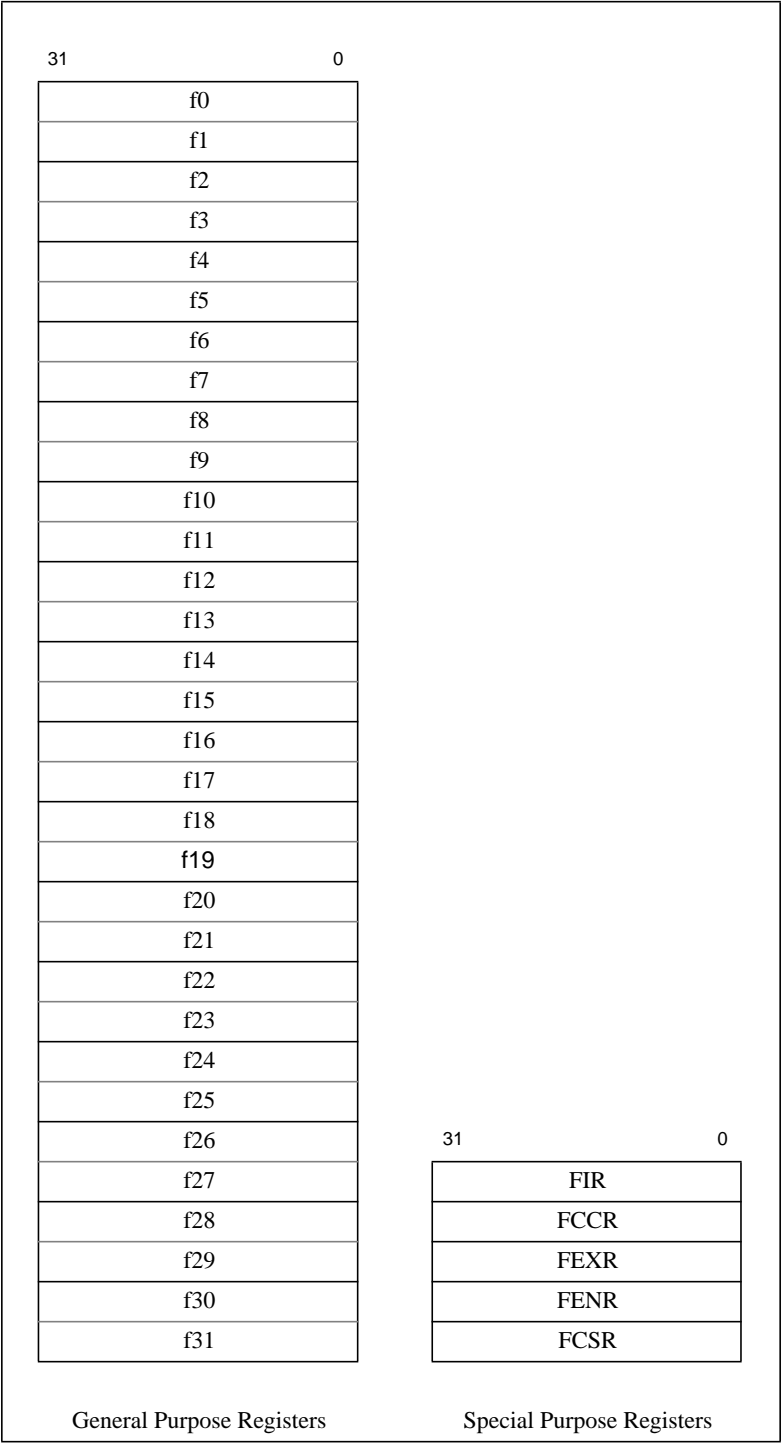 31 0
f0
f1
f2
f3
f4
f5
f6
f7
f8
f9
f10
f11
f12
f13
f14
f15
f16
f17
f18
f19
f20
f21
f22
f23
f24
f25
f26
f27
f28
f29
f30
f31
General Purpose Registers
31 0
FIR
FCCR
FEXR
FENR
FCSR
Special Purpose Registers